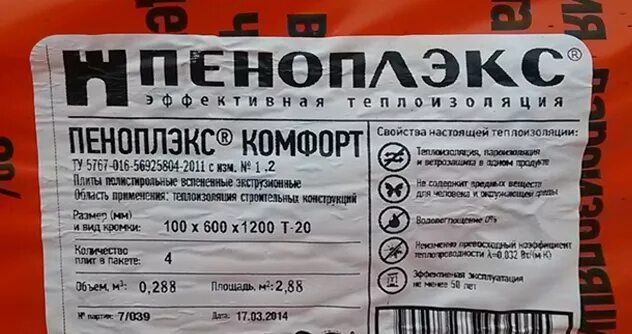 ПЕНОПЛЭКС®
ЭФФЕКТИВНАЯ ТЕПЛОИЗОЛЯЦИЯ
ПЕНОПЛЭКС® КОМФОРТ
ТУ 5767-016-56925804-2011 с изм. № 1.2
Плиты полистирольные вспененные экструзионные
Область применения: теплоизоляция строительных конструкций
Размер (мм)
и вид кромки: 100 x 600 x 1200 Т-20
Количество
плит в пакете: 4
Объем, м³: 0,288 Площадь, м²: 2,88
№ партии: 7/039 Дата: 17.03.2014
Свойства настоящей теплоизоляции:
Теплоизоляция, пароизоляция и
ветрозащита в одном продукте
Не содержит вредных веществ
для человека и окружающей среды
Водопоглощение 0%
Неизменно превосходный коэффициент
теплопроводности λ=0.032 Вт/(м·К)
Эффективная эксплуатация
не менее 50 лет